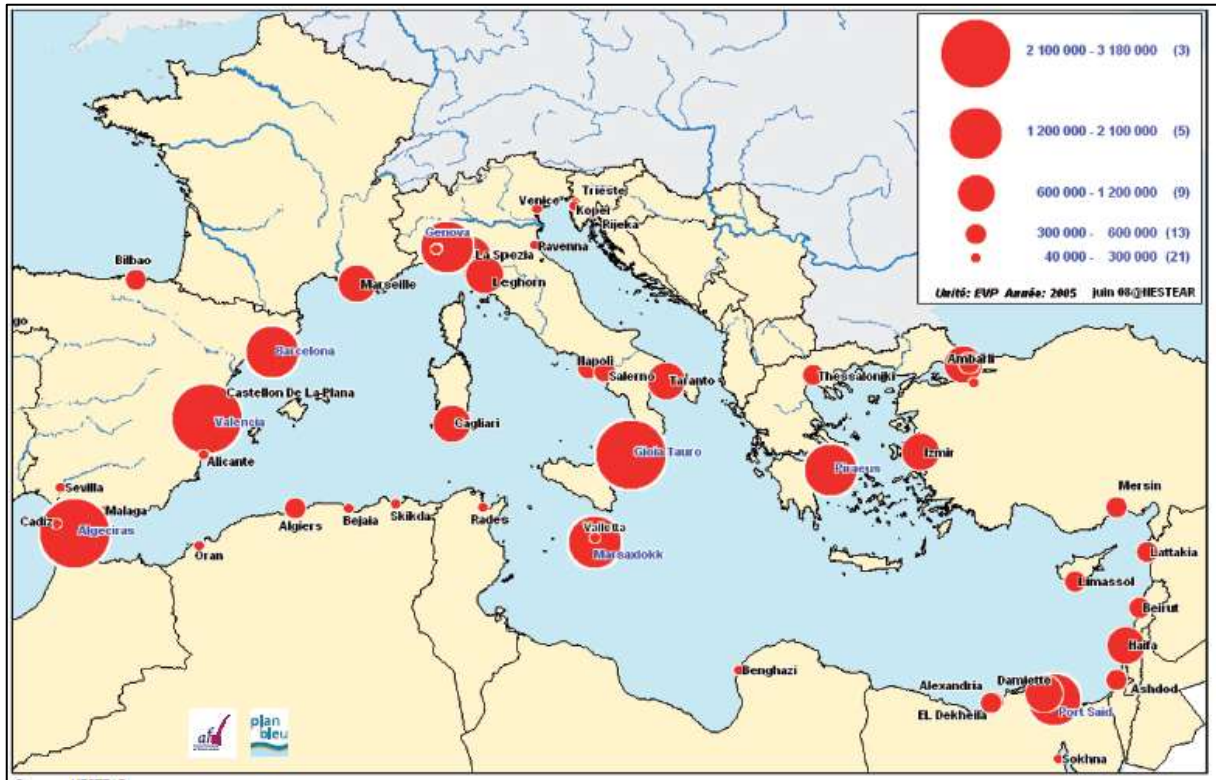 2 100 000 - 3 180 000 (3)
1 200 000 - 2 100 000 (5)
600 000 - 1 200 000 (9)
300 000 - 600 000 (13)
40 000 - 300 000 (21)
Unité: EVP Année: 2005 juin 08@NESTEAR
Trieste
Venice
Kopel
Rijeka
Genova
Ravenna
La Spezia
Bilbao
Leghorn
Marseille
Barcelona
Napoli
Salerno
Taranto
Thessaloniki
Ambarli
Castellon De La-Plana
Valencia
Cagliari
Gioia Tauro
Izmir
Alicante
Piraeus
Sevilla
Mersin
Malaga
Cadiz
Algeciras
Algiers
Bejaia
Skikda
Rades
Valletta
Marsaxlokk
Oran
Lattakia
Limassol
Beirut
Haifa
Benghazi
Alexandria
Damiette
Ashdod
EL Dekheila
Port Said
Sokhna
plan
bleu